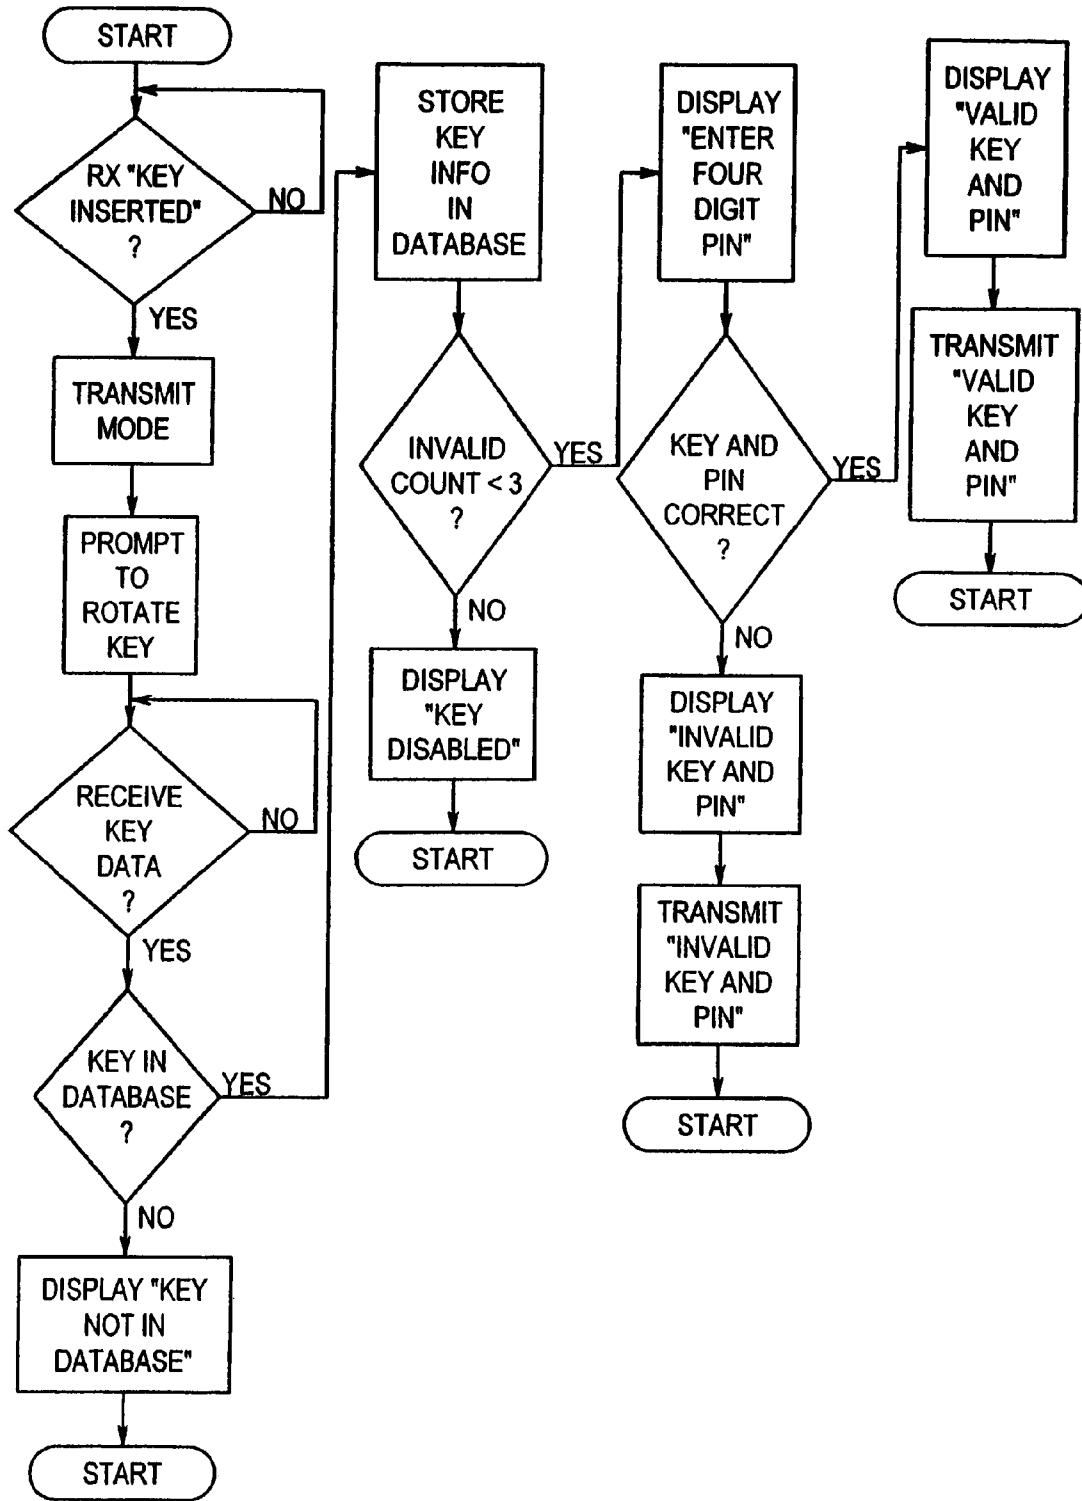 START
RX "KEY
INSERTED"
?
NO
YES
TRANSMIT
MODE
PROMPT
TO
ROTATE
KEY
RECEIVE
KEY
DATA
?
NO
YES
KEY IN
DATABASE
?
YES
NO
DISPLAY "KEY
NOT IN
DATABASE"
START
STORE
KEY
INFO
IN
DATABASE
INVALID
COUNT < 3
?
YES
NO
DISPLAY
"KEY
DISABLED"
START
DISPLAY
"ENTER
FOUR
DIGIT
PIN"
KEY AND
PIN
CORRECT
?
YES
NO
DISPLAY
"INVALID
KEY AND
PIN"
TRANSMIT
"INVALID
KEY AND
PIN"
START
DISPLAY
"VALID
KEY
AND
PIN"
TRANSMIT
"VALID
KEY
AND
PIN"
START